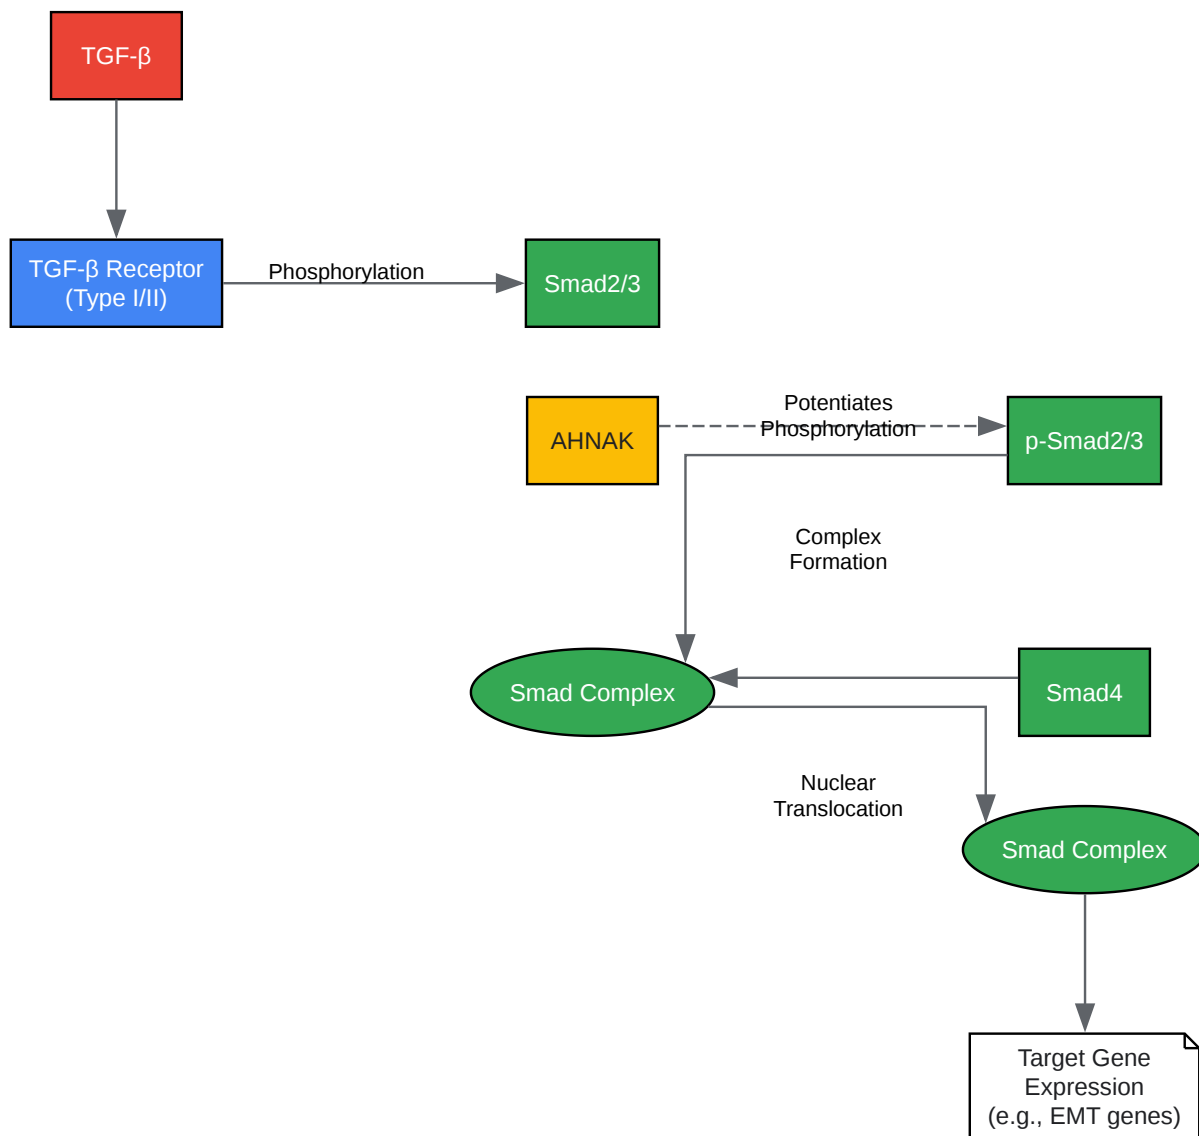 TGF-β
TGF-β Receptor
(Type I/II)
Phosphorylation
Smad2/3
AHNAK
Potentiates
Phosphorylation
p-Smad2/3
Complex
Formation
Smad Complex
Smad4
Nuclear
Translocation
Smad Complex
Target Gene
Expression
(e.g., EMT genes)